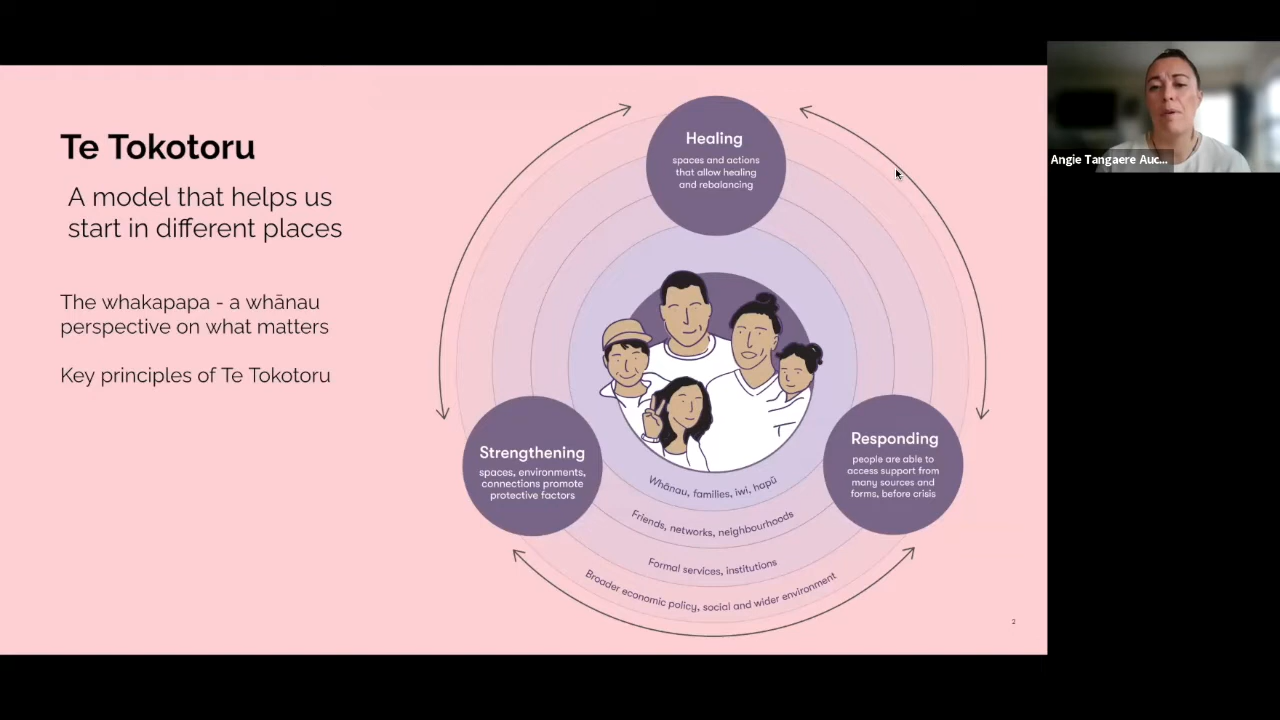 Te Tokotoru
A model that helps us
start in different places
The whakapapa - a whānau
perspective on what matters
Key principles of Te Tokotoru
Healing
spaces and actions
that allow healing
and rebalancing
Strengthening
spaces, environments,
connections promote
protective factors
Responding
people are able to
access support from
many sources and
forms, before crisis
Whānau, families, iwi, hapū
Friends, networks, neighbourhoods
Formal services, institutions
Broader economic policy, social and wider environment
2
Angie Tangaere Auc...